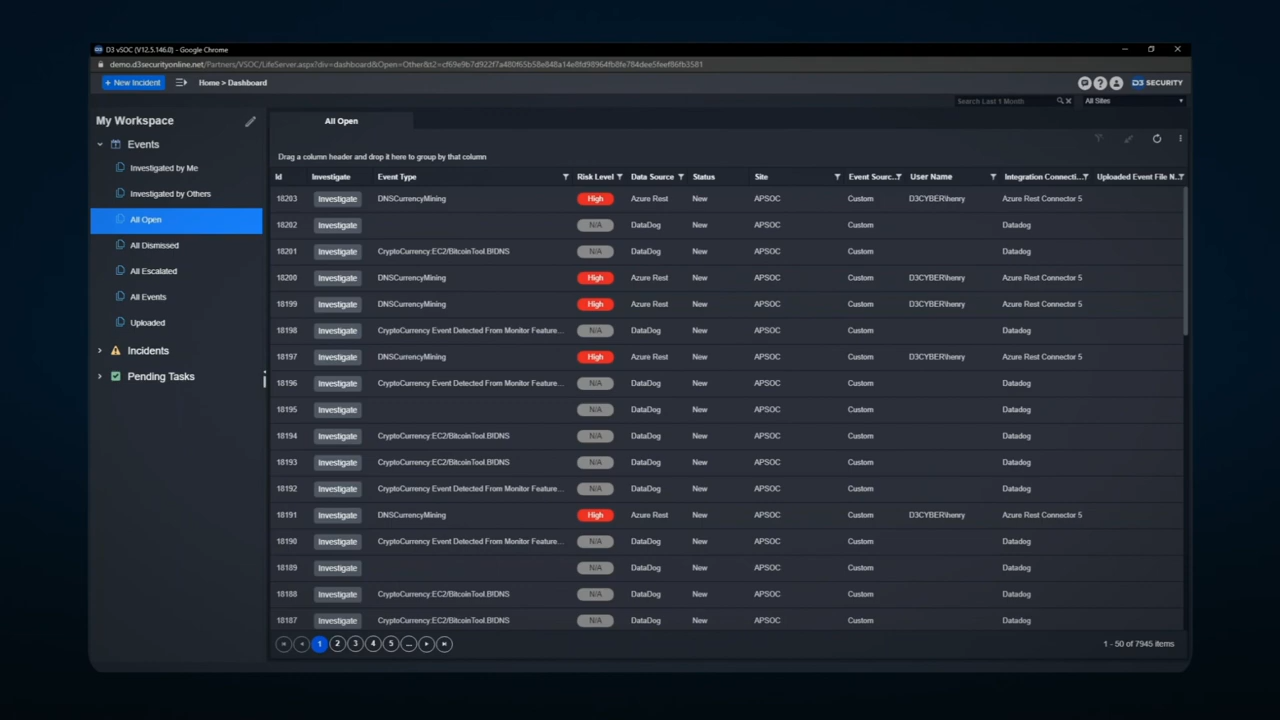 D3 vSOC (V12.5.146.0) - Google Chrome
demo.d3securityonline.net/Partners/VSOC/LifeServer.aspx?div=dashboard&Open=Other&t2=cf69e9b7d922f7a480f65b58e848a14e8fd98964fb8fe784dee5feef86fb3581
+ New Incident Home > Dashboard D3 SECURITY
Search Last 1 Month All Sites
My Workspace
Events
Investigated by Me
Investigated by Others
All Open
All Dismissed
All Escalated
All Events
Uploaded
Incidents
Pending Tasks
All Open
Drag a column header and drop it here to group by that column
Id Investigate Event Type Risk Level Data Source Status Site Event Sourc... User Name Integration Connecti... Uploaded Event File N...
18203 Investigate DNSCurrencyMining High Azure Rest New APSOC Custom D3CYBER\henry Azure Rest Connector 5
18202 Investigate N/A DataDog New APSOC Custom Datadog
18201 Investigate CryptoCurrency:EC2/BitcoinTool.B!DNS N/A DataDog New APSOC Custom Datadog
18200 Investigate DNSCurrencyMining High Azure Rest New APSOC Custom D3CYBER\henry Azure Rest Connector 5
18199 Investigate DNSCurrencyMining High Azure Rest New APSOC Custom D3CYBER\henry Azure Rest Connector 5
18198 Investigate CryptoCurrency Event Detected From Monitor Feature... N/A DataDog New APSOC Custom Datadog
18197 Investigate DNSCurrencyMining High Azure Rest New APSOC Custom D3CYBER\henry Azure Rest Connector 5
18196 Investigate CryptoCurrency Event Detected From Monitor Feature... N/A DataDog New APSOC Custom Datadog
18195 Investigate N/A DataDog New APSOC Custom Datadog
18194 Investigate CryptoCurrency:EC2/BitcoinTool.B!DNS N/A DataDog New APSOC Custom Datadog
18193 Investigate CryptoCurrency:EC2/BitcoinTool.B!DNS N/A DataDog New APSOC Custom Datadog
18192 Investigate CryptoCurrency Event Detected From Monitor Feature... N/A DataDog New APSOC Custom Datadog
18191 Investigate DNSCurrencyMining High Azure Rest New APSOC Custom D3CYBER\henry Azure Rest Connector 5
18190 Investigate CryptoCurrency Event Detected From Monitor Feature... N/A DataDog New APSOC Custom Datadog
18189 Investigate N/A DataDog New APSOC Custom Datadog
18188 Investigate CryptoCurrency:EC2/BitcoinTool.B!DNS N/A DataDog New APSOC Custom Datadog
18187 Investigate CryptoCurrency:EC2/BitcoinTool.B!DNS N/A DataDog New APSOC Custom Datadog
1 2 3 4 5 ... 1 - 50 of 7945 items